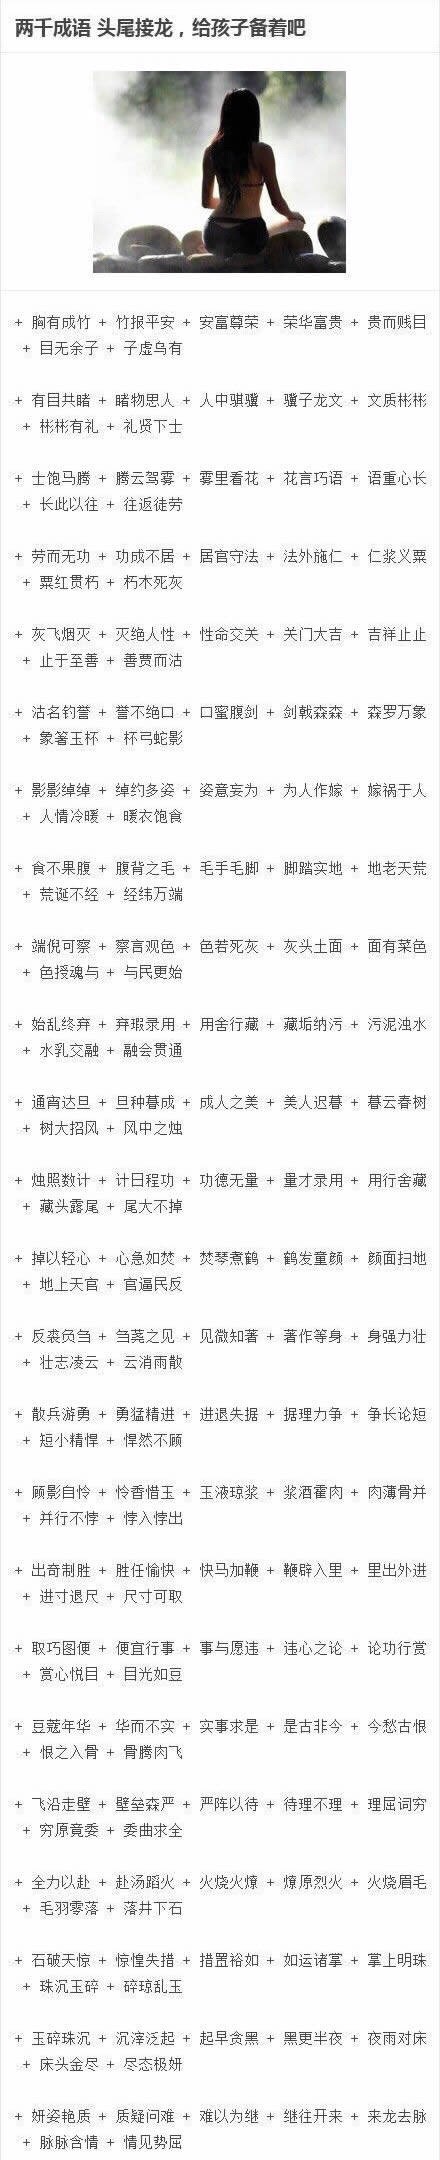 两千成语 头尾接龙，给孩子备着吧
+ 胸有成竹 + 竹报平安 + 安富尊荣 + 荣华富贵 + 贵而贱目
+ 目无余子 + 子虚乌有
+ 有目共睹 + 睹物思人 + 人中骐骥 + 骥子龙文 + 文质彬彬
+ 彬彬有礼 + 礼贤下士
+ 士饱马腾 + 腾云驾雾 + 雾里看花 + 花言巧语 + 语重心长
+ 长此以往 + 往返徒劳
+ 劳而无功 + 功成不居 + 居官守法 + 法外施仁 + 仁浆义粟
+ 粟红贯朽 + 朽木死灰
+ 灰飞烟灭 + 灭绝人性 + 性命交关 + 关门大吉 + 吉祥止止
+ 止于至善 + 善贾而沽
+ 沽名钓誉 + 誉不绝口 + 口蜜腹剑 + 剑戟森森 + 森罗万象
+ 象箸玉杯 + 杯弓蛇影
+ 影影绰绰 + 绰约多姿 + 姿意妄为 + 为人作嫁 + 嫁祸于人
+ 人情冷暖 + 暖衣饱食
+ 食不果腹 + 腹背之毛 + 毛手毛脚 + 脚踏实地 + 地老天荒
+ 荒诞不经 + 经纬万端
+ 端倪可察 + 察言观色 + 色若死灰 + 灰头土面 + 面有菜色
+ 色授魂与 + 与民更始
+ 始乱终弃 + 弃瑕录用 + 用舍行藏 + 藏垢纳污 + 污泥浊水
+ 水乳交融 + 融会贯通
+ 通宵达旦 + 旦种暮成 + 成人之美 + 美人迟暮 + 暮云春树
+ 树大招风 + 风中之烛
+ 烛照数计 + 计日程功 + 功德无量 + 量才录用 + 用行舍藏
+ 藏头露尾 + 尾大不掉
+ 掉以轻心 + 心急如焚 + 焚琴煮鹤 + 鹤发童颜 + 颜面扫地
+ 地上天官 + 官逼民反
+ 反裘负刍 + 刍荛之见 + 见微知著 + 著作等身 + 身强力壮
+ 壮志凌云 + 云消雨散
+ 散兵游勇 + 勇猛精进 + 进退失据 + 据理力争 + 争长论短
+ 短小精悍 + 悍然不顾
+ 顾影自怜 + 怜香惜玉 + 玉液琼浆 + 浆酒霍肉 + 肉薄骨并
+ 并行不悖 + 悖入悖出
+ 出奇制胜 + 胜任愉快 + 快马加鞭 + 鞭辟入里 + 里出外进
+ 进寸退尺 + 尺寸可取
+ 取巧图便 + 便宜行事 + 事与愿违 + 违心之论 + 论功行赏
+ 赏心悦目 + 目光如豆
+ 豆蔻年华 + 华而不实 + 实事求是 + 是古非今 + 今愁古恨
+ 恨之入骨 + 骨腾肉飞
+ 飞沿走壁 + 壁垒森严 + 严阵以待 + 待理不理 + 理屈词穷
+ 穷原竟委 + 委曲求全
+ 全力以赴 + 赴汤蹈火 + 火烧火燎 + 燎原烈火 + 火烧眉毛
+ 毛羽零落 + 落井下石
+ 石破天惊 + 惊惶失措 + 措置裕如 + 如运诸掌 + 掌上明珠
+ 珠沉玉碎 + 碎琼乱玉
+ 玉碎珠沉 + 沉滓泛起 + 起早贪黑 + 黑更半夜 + 夜雨对床
+ 床头金尽 + 尽态极妍
+ 妍姿艳质 + 质疑问难 + 难以为继 + 继往开来 + 来龙去脉
+ 脉脉含情 + 情见势屈